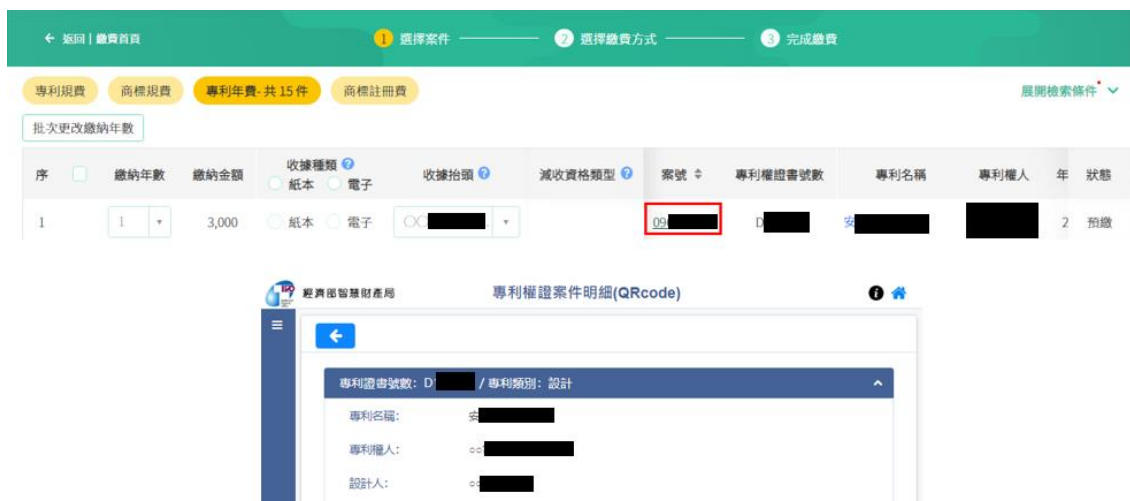 ← 返回 | 繳費首頁 1 選擇案件 2 選擇繳費方式 3 完成繳費
專利規費 商標規費 專利年費- 共 15 件 商標註冊費 展開檢索條件
批次更改繳納年數
序 繳納年數 繳納金額 收據種類 ? 紙本 電子 收據抬頭 ? 減收資格類型 ? 案號 專利權證書號數 專利名稱 專利權人 年 狀態
1 1 3,000 紙本 電子 ○○ 09 D 安 2 預繳
經濟部智慧財產局 專利權證案件明細(QRcode)
專利證書號數: D / 專利類別: 設計
專利名稱: 安
專利權人: ○○
設計人: ○○